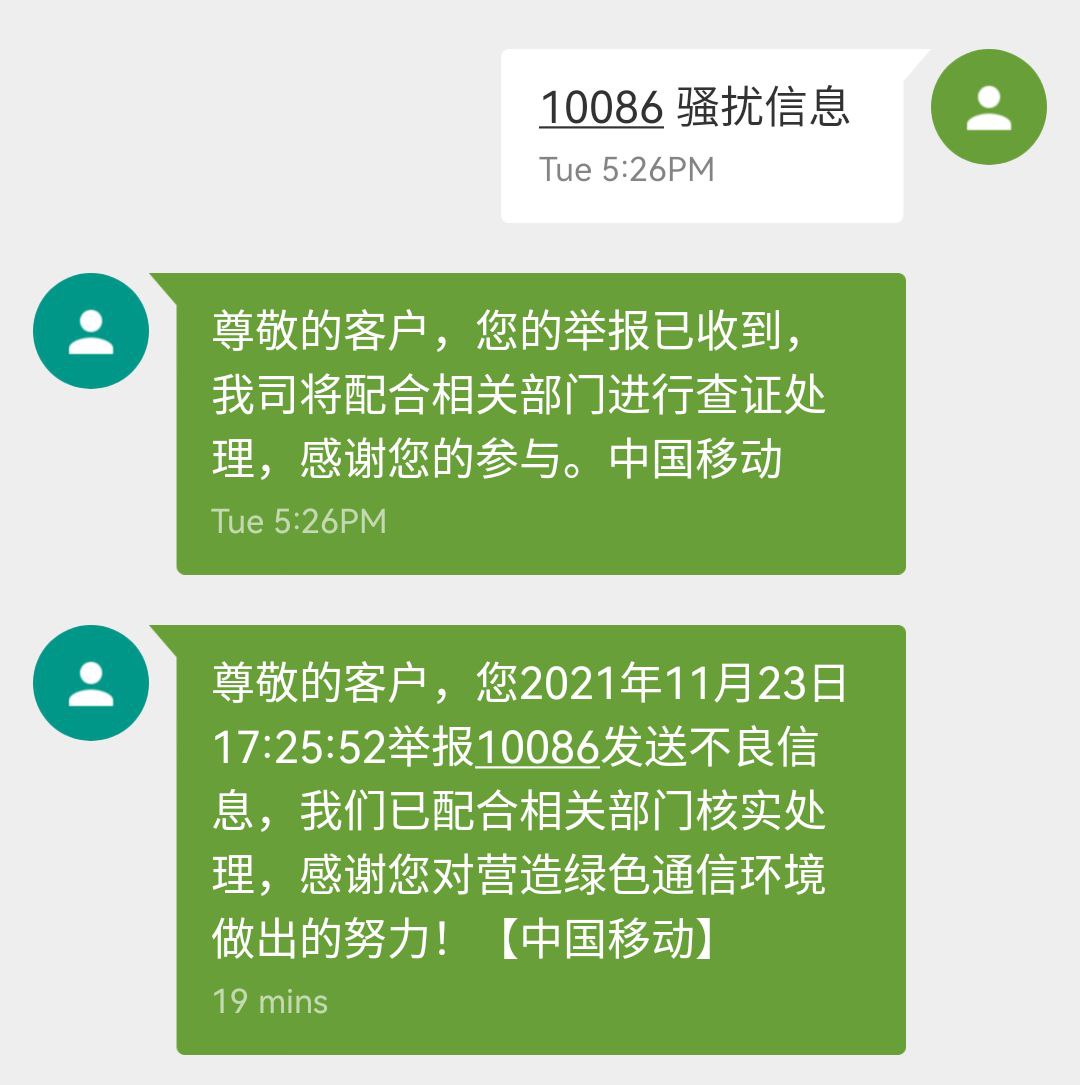 10086 骚扰信息
Tue 5:26PM
尊敬的客户，您的举报已收到，
我司将配合相关部门进行查证处
理，感谢您的参与。中国移动
Tue 5:26PM
尊敬的客户，您2021年11月23日
17:25:52举报10086发送不良信
息，我们已配合相关部门核实处
理，感谢您对营造绿色通信环境
做出的努力！【中国移动】
19 mins